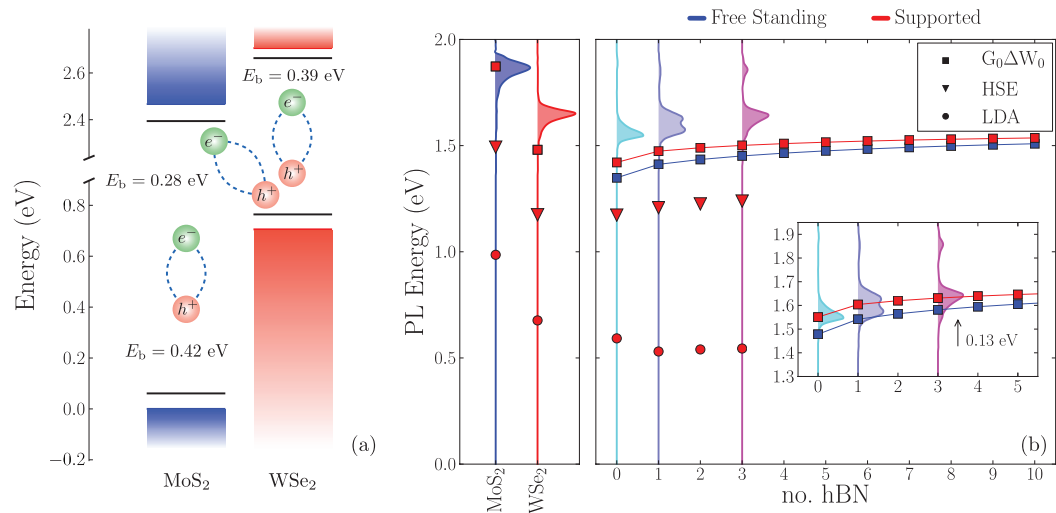 Energy (eV)
2.6
2.4
0.8
0.6
0.4
0.2
0.0
−0.2
E_b = 0.39 eV
e⁻
h⁺
e⁻
h⁺
E_b = 0.28 eV
e⁻
h⁺
E_b = 0.42 eV
(a)
MoS₂
WSe₂
Free Standing
Supported
PL Energy (eV)
2.0
1.5
1.0
0.5
0.0
MoS₂
WSe₂
G₀ΔW₀
HSE
LDA
1.9
1.8
1.7
1.6
1.5
1.4
1.3
0 1 2 3 4 5
0.13 eV
(b)
0 1 2 3 4 5 6 7 8 9 10
no. hBN